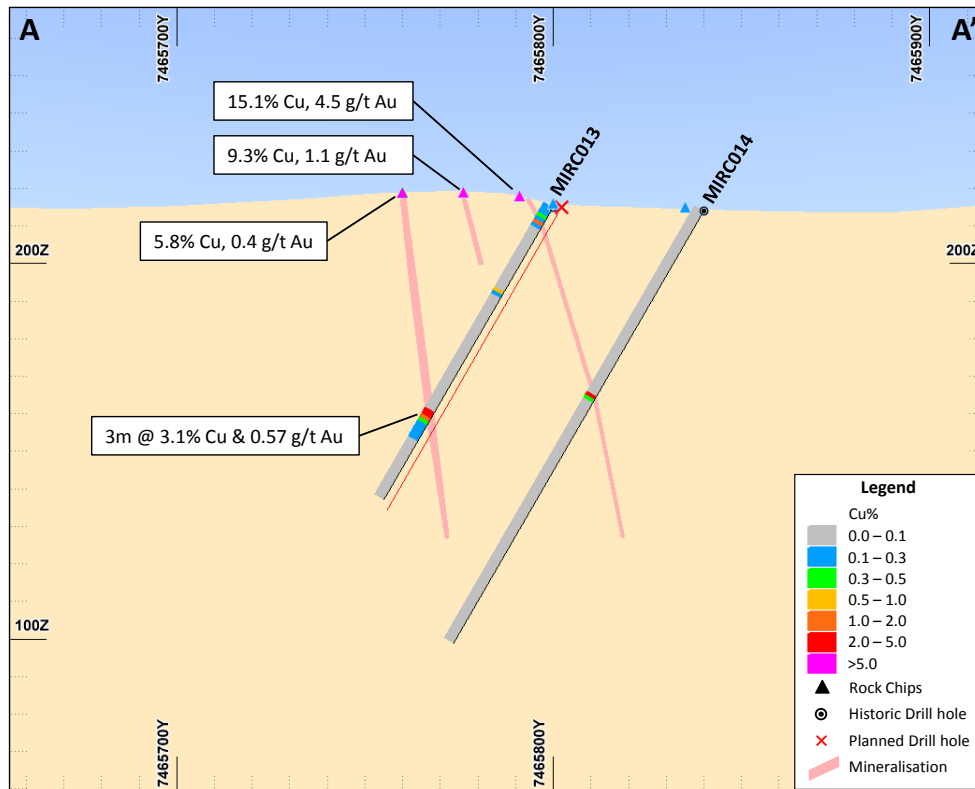 A
7465700Y
7465800Y
7465900Y
A'
15.1% Cu, 4.5 g/t Au
9.3% Cu, 1.1 g/t Au
MIRC013
MIRC014
5.8% Cu, 0.4 g/t Au
200Z
200Z
3m @ 3.1% Cu & 0.57 g/t Au
100Z
7465700Y
7465800Y
Legend
Cu%
0.0 – 0.1
0.1 – 0.3
0.3 – 0.5
0.5 – 1.0
1.0 – 2.0
2.0 – 5.0
>5.0
Rock Chips
Historic Drill hole
Planned Drill hole
Mineralisation